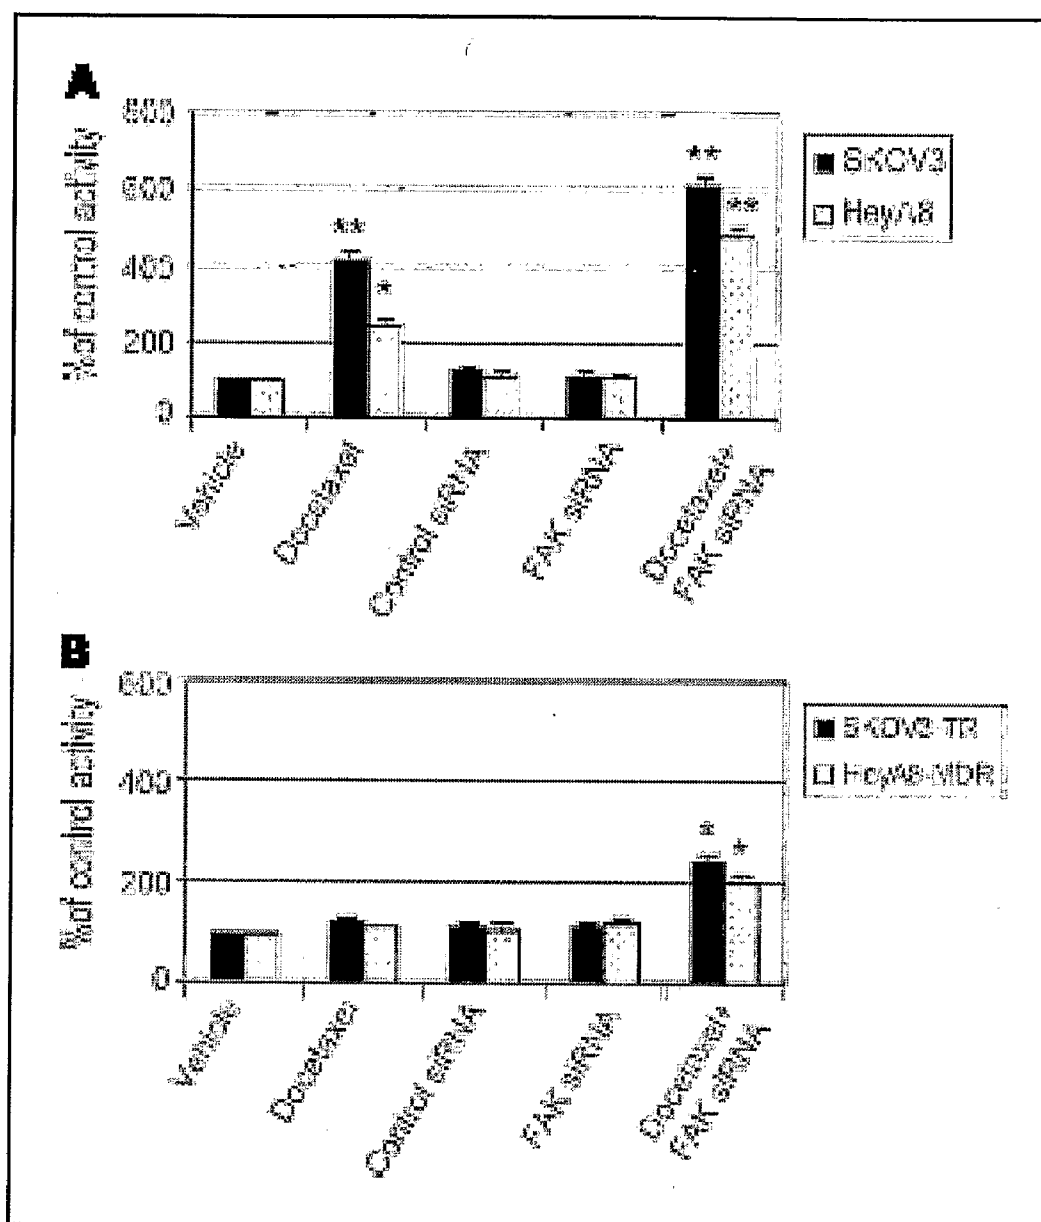 A
800
600
400
200
0
% of control activity
**
*
**
**
SKOV3
HeyA8
Vehicle
Docetaxel
Control siRNA
FAK siRNA
Docetaxel+
FAK siRNA
B
600
400
200
0
% of control activity
*
*
SKOV3-TR
HeyA8-MDR
Vehicle
Docetaxel
Control siRNA
FAK siRNA
Docetaxel+
FAK siRNA